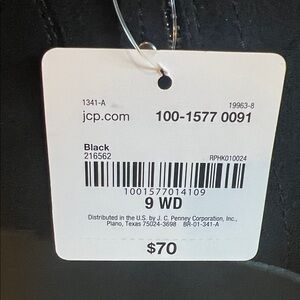 1341-A 19963-8
jcp.com 100-1577 0091
Black
216562 RPHK010024
1001577014109
9 WD
Distributed in the U.S. by J. C. Penney Corporation, Inc.,
Plano, Texas 75024-3698 BR-01-341-A
$70